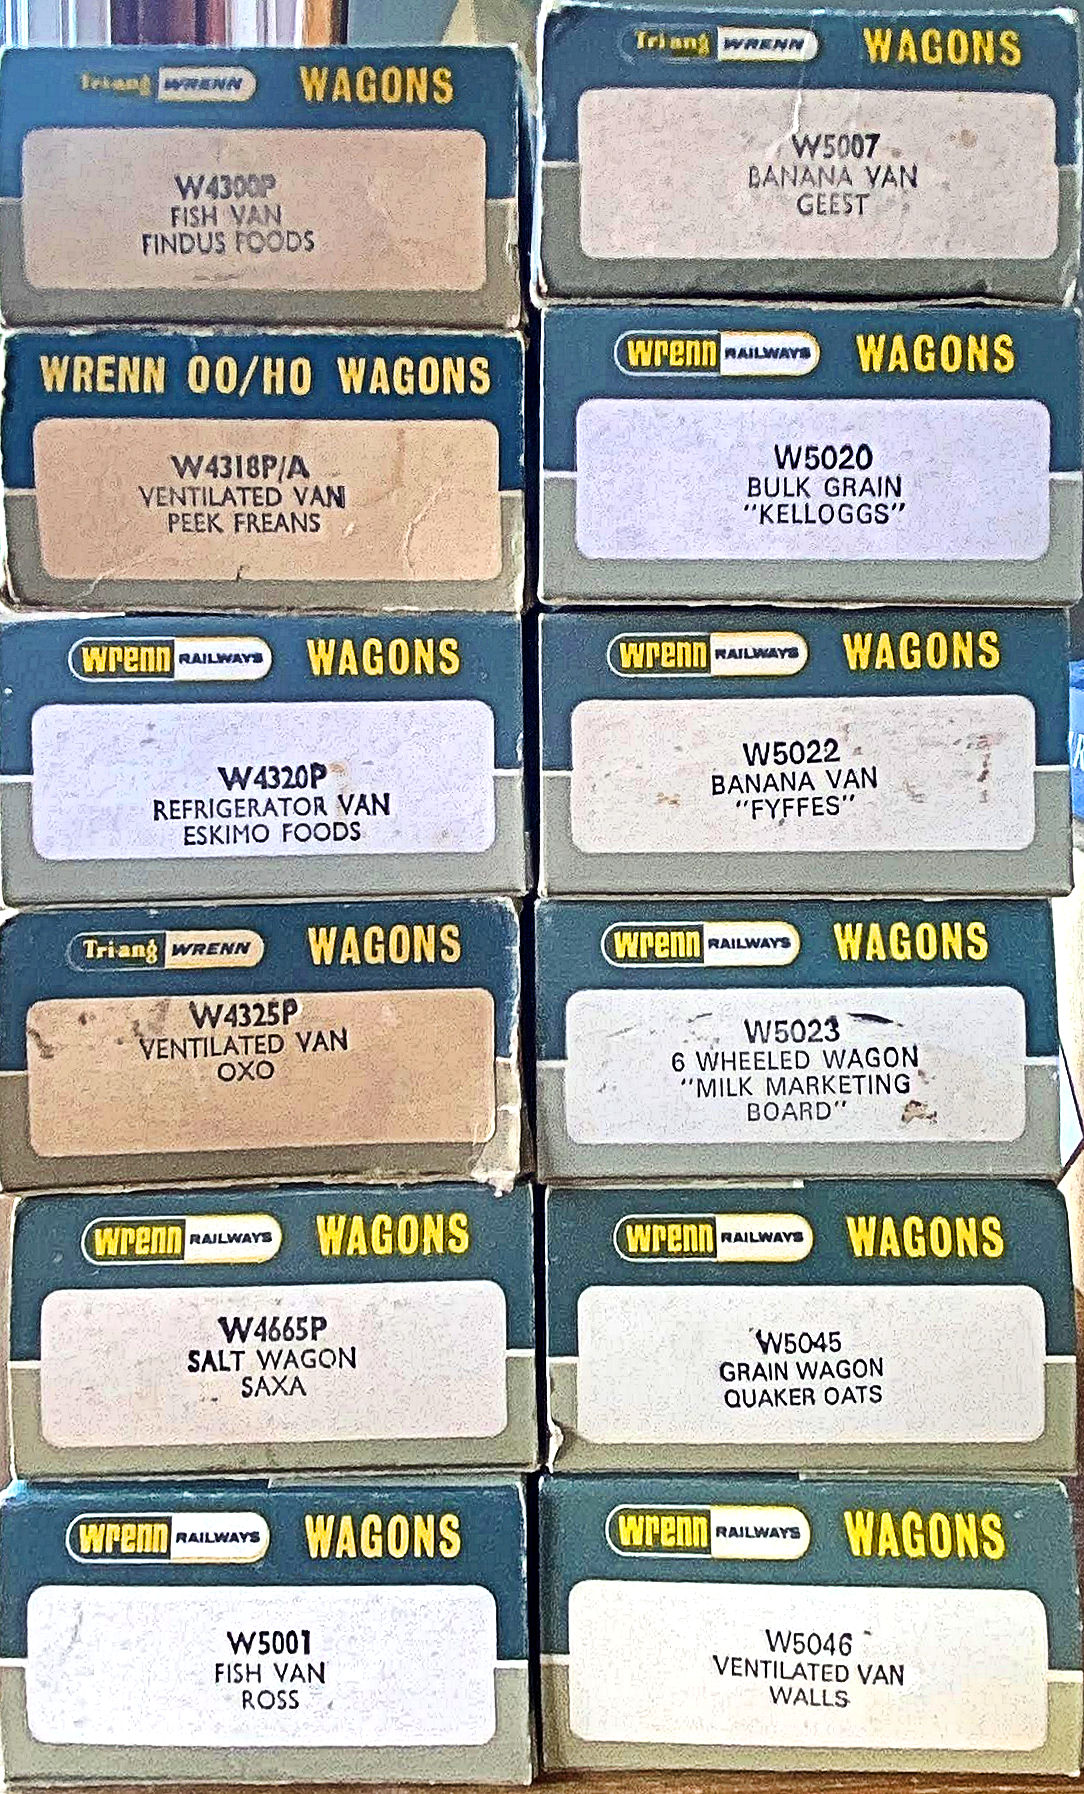 Tri-ang WRENN WAGONS
W4300P
FISH VAN
FINDUS FOODS
WRENN OO/HO WAGONS
W4318P/A
VENTILATED VAN
PEEK FREANS
wrenn RAILWAYS WAGONS
W4320P
REFRIGERATOR VAN
ESKIMO FOODS
Tri-ang WRENN WAGONS
W4325P
VENTILATED VAN
OXO
wrenn RAILWAYS WAGONS
W4665P
SALT WAGON
SAXA
wrenn RAILWAYS WAGONS
W5001
FISH VAN
ROSS
Tri-ang WRENN WAGONS
W5007
BANANA VAN
GEEST
wrenn RAILWAYS WAGONS
W5020
BULK GRAIN
"KELLOGGS"
wrenn RAILWAYS WAGONS
W5022
BANANA VAN
"FYFFES"
wrenn RAILWAYS WAGONS
W5023
6 WHEELED WAGON
"MILK MARKETING
BOARD"
wrenn RAILWAYS WAGONS
W5045
GRAIN WAGON
QUAKER OATS
wrenn RAILWAYS WAGONS
W5046
VENTILATED VAN
WALLS